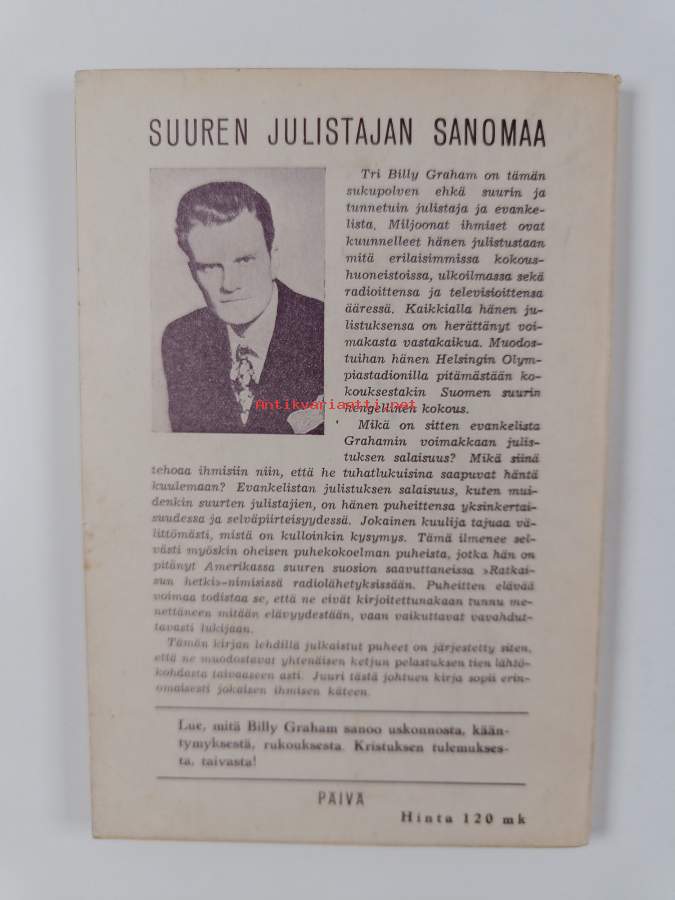 SUUREN JULISTAJAN SANOMAA
Tri Billy Graham on tämän
sukupolven ehkä suurin ja
tunnetuin julistaja ja evanke-
lista. Miljoonat ihmiset ovat
kuunnelleet hänen julistustaan
mitä erilaisimmissa kokous-
huoneistoissa, ulkoilmassa sekä
radioittensa ja televisioittensa
ääressä. Kaikkialla hänen ju-
listuksensa on herättänyt voi-
makasta vastakaikua. Muodos-
tuihan hänen Helsingin Olym-
piastadionilla pitämästään ko-
kouksestakin Suomen suurin
Antikvariaatti.net
hengellinen kokous.
Mikä on sitten evankelista
Grahamin voimakkaan julis-
tuksen salaisuus? Mikä siinä
tehoaa ihmisiin niin, että he tuhatlukuisina saapuvat häntä
kuulemaan? Evankelistan julistuksen salaisuus, kuten mui-
denkin suurten julistajien, on hänen puheittensa yksinkertai-
suudessa ja selväpiirteisyydessä. Jokainen kuulija tajuaa vä-
littömästi, mistä on kulloinkin kysymys. Tämä ilmenee sel-
västi myöskin oheisen puhekokoelman puheista, jotka hän on
pitänyt Amerikassa suuren suosion saavuttaneissa »Ratkai-
sun hetki»-nimisissä radiolähetyksissään. Puheitten elävää
voimaa todistaa se, että ne eivät kirjoitettunakaan tunnu me-
nettäneen mitään elävyydestään, vaan vaikuttavat vavahdut-
tavasti lukijaan.
Tämän kirjan lehdillä julkaistut puheet on järjestetty siten,
että ne muodostavat yhtenäisen ketjun pelastuksen tien lähtö-
kohdasta taivaaseen asti. Juuri tästä johtuen kirja sopii erin-
omaisesti jokaisen ihmisen käteen.
Lue, mitä Billy Graham sanoo uskonnosta, kään-
tymyksestä, rukouksesta. Kristuksen tulemukses-
ta, taivasta!
PÄIVÄ
Hinta 120 mk